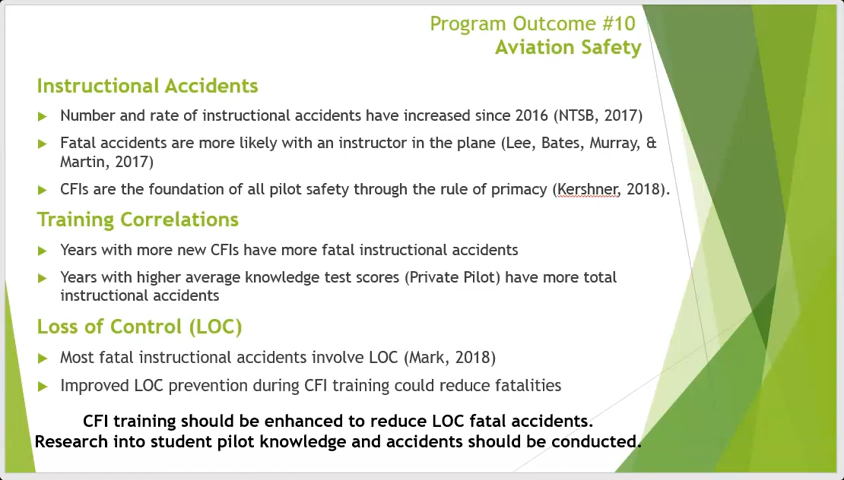 Program Outcome #10
Aviation Safety
Instructional Accidents
Number and rate of instructional accidents have increased since 2016 (NTSB, 2017)
Fatal accidents are more likely with an instructor in the plane (Lee, Bates, Murray, &
Martin, 2017)
CFIs are the foundation of all pilot safety through the rule of primacy (Kershner, 2018).
Training Correlations
Years with more new CFIs have more fatal instructional accidents
Years with higher average knowledge test scores (Private Pilot) have more total
instructional accidents
Loss of Control (LOC)
Most fatal instructional accidents involve LOC (Mark, 2018)
Improved LOC prevention during CFI training could reduce fatalities
CFI training should be enhanced to reduce LOC fatal accidents.
Research into student pilot knowledge and accidents should be conducted.